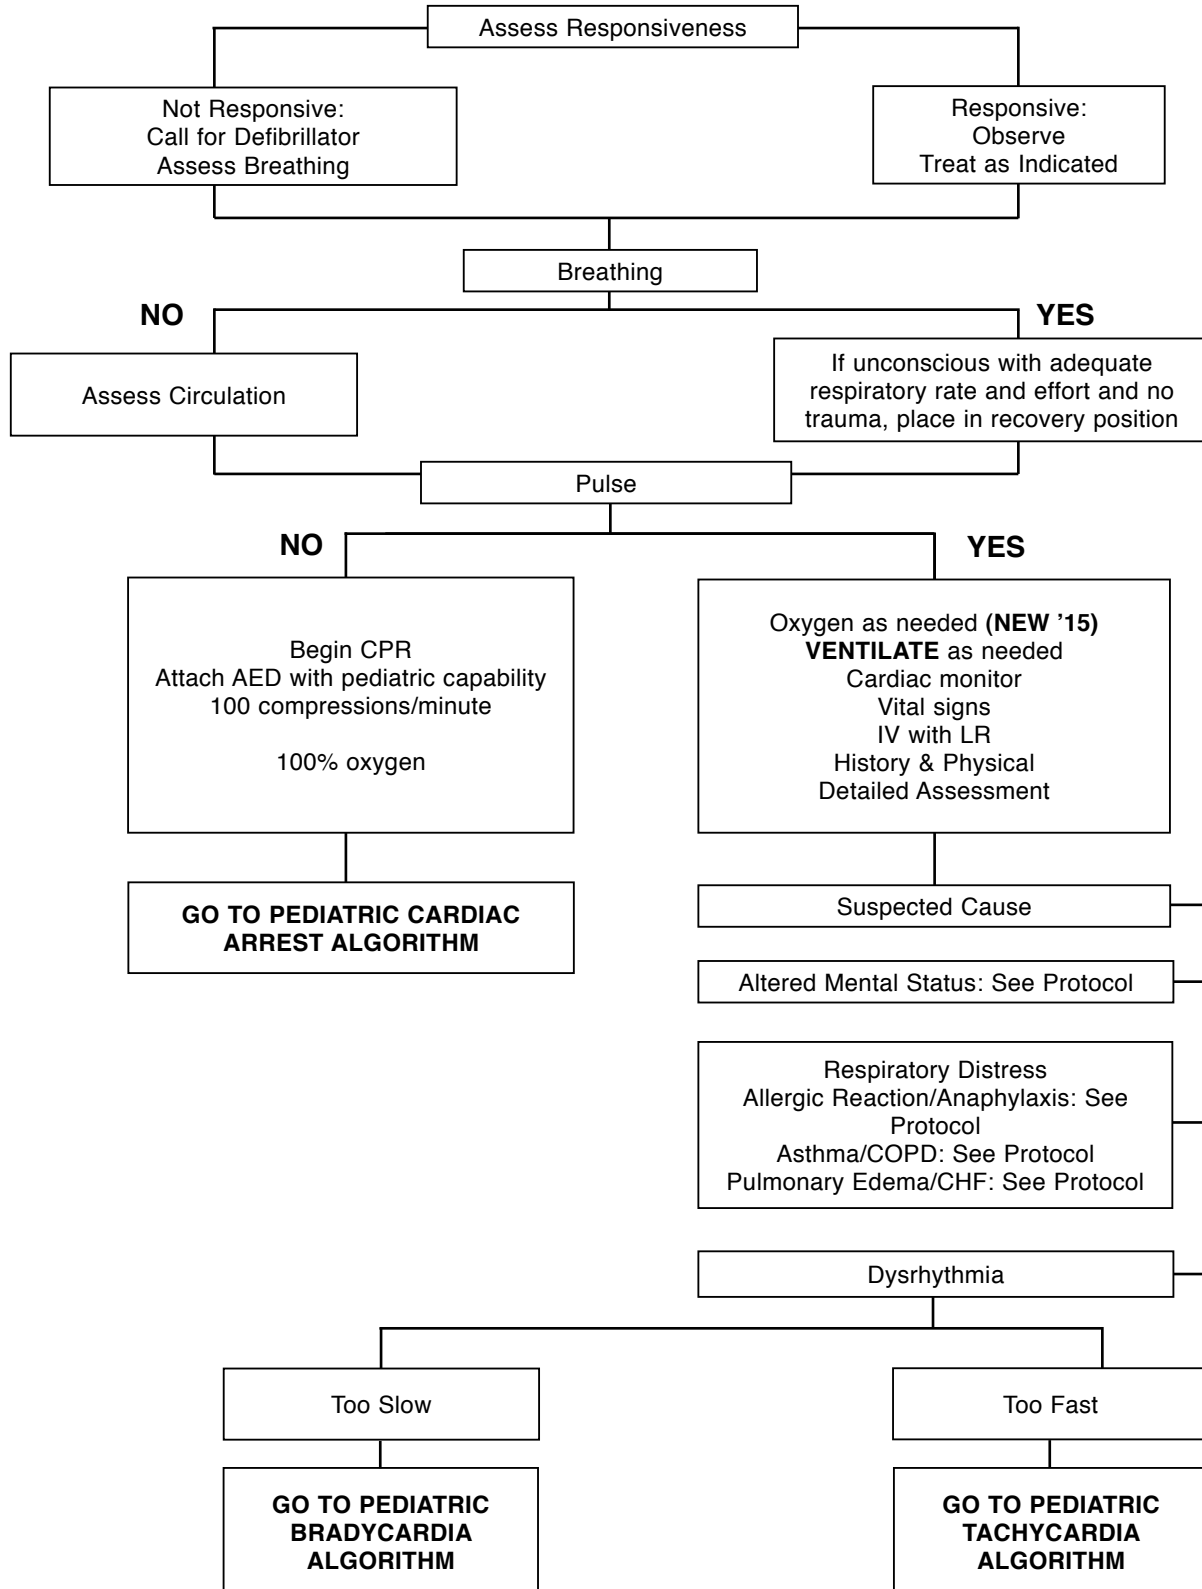 Assess Responsiveness
Not Responsive:
Call for Defibrillator
Assess Breathing
Responsive:
Observe
Treat as Indicated
Breathing
NO
YES
Assess Circulation
If unconscious with adequate
respiratory rate and effort and no
trauma, place in recovery position
Pulse
NO
YES
Begin CPR
Attach AED with pediatric capability
100 compressions/minute
100% oxygen
Oxygen as needed (NEW ’15)
VENTILATE as needed
Cardiac monitor
Vital signs
IV with LR
History & Physical
Detailed Assessment
GO TO PEDIATRIC CARDIAC
ARREST ALGORITHM
Suspected Cause
Altered Mental Status: See Protocol
Respiratory Distress
Allergic Reaction/Anaphylaxis: See
Protocol
Asthma/COPD: See Protocol
Pulmonary Edema/CHF: See Protocol
Dysrhythmia
Too Slow
Too Fast
GO TO PEDIATRIC
BRADYCARDIA
ALGORITHM
GO TO PEDIATRIC
TACHYCARDIA
ALGORITHM